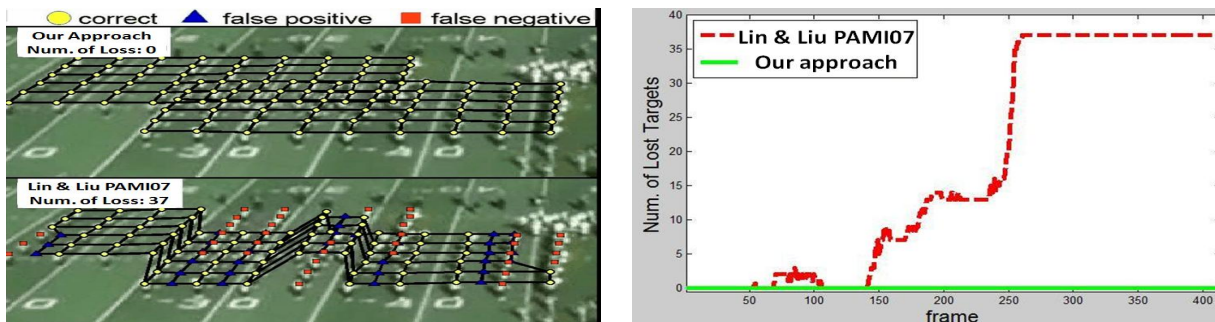 correct false positive false negative
Our Approach
Num. of Loss: 0
Lin & Liu PAMI07
Num. of Loss: 37
40
35
30
25
20
15
10
5
0
Num. of Lost Targets
Lin & Liu PAMI07
Our approach
50 100 150 200 250 300 350 400
frame